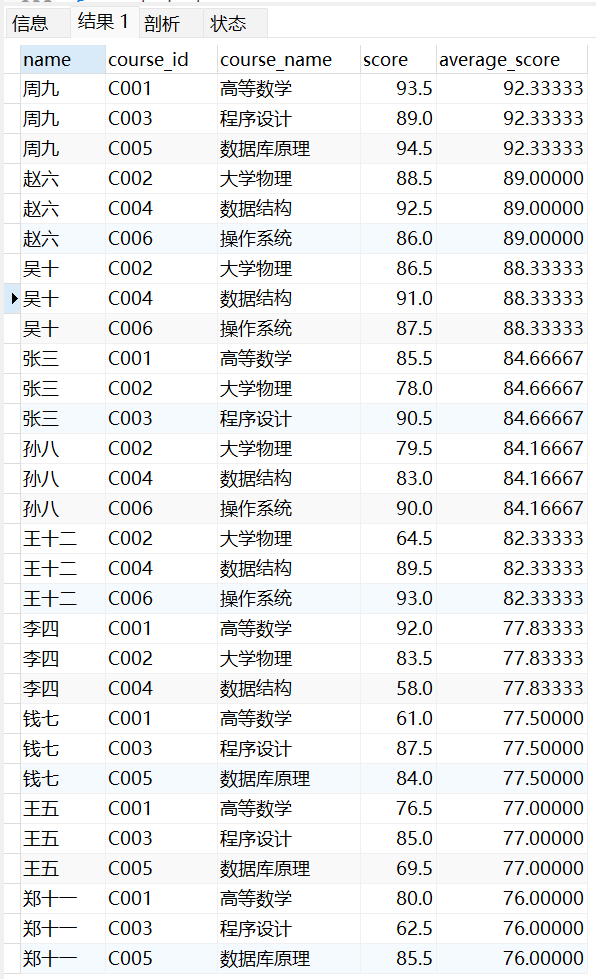 信息 结果 1 剖析 状态
name course_id course_name score average_score
周九 C001 高等数学 93.5 92.33333
周九 C003 程序设计 89.0 92.33333
周九 C005 数据库原理 94.5 92.33333
赵六 C002 大学物理 88.5 89.00000
赵六 C004 数据结构 92.5 89.00000
赵六 C006 操作系统 86.0 89.00000
吴十 C002 大学物理 86.5 88.33333
吴十 C004 数据结构 91.0 88.33333
吴十 C006 操作系统 87.5 88.33333
张三 C001 高等数学 85.5 84.66667
张三 C002 大学物理 78.0 84.66667
张三 C003 程序设计 90.5 84.66667
孙八 C002 大学物理 79.5 84.16667
孙八 C004 数据结构 83.0 84.16667
孙八 C006 操作系统 90.0 84.16667
王十二 C002 大学物理 64.5 82.33333
王十二 C004 数据结构 89.5 82.33333
王十二 C006 操作系统 93.0 82.33333
李四 C001 高等数学 92.0 77.83333
李四 C002 大学物理 83.5 77.83333
李四 C004 数据结构 58.0 77.83333
钱七 C001 高等数学 61.0 77.50000
钱七 C003 程序设计 87.5 77.50000
钱七 C005 数据库原理 84.0 77.50000
王五 C001 高等数学 76.5 77.00000
王五 C003 程序设计 85.0 77.00000
王五 C005 数据库原理 69.5 77.00000
郑十一 C001 高等数学 80.0 76.00000
郑十一 C003 程序设计 62.5 76.00000
郑十一 C005 数据库原理 85.5 76.00000